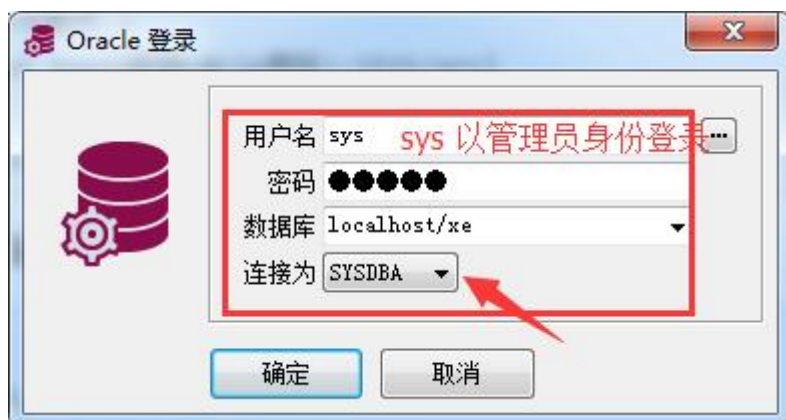 Oracle 登录
用户名 sys sys 以管理员身份登录 ...
密码 ●●●●●
数据库 localhost/xe
连接为 SYSDBA
确定 取消